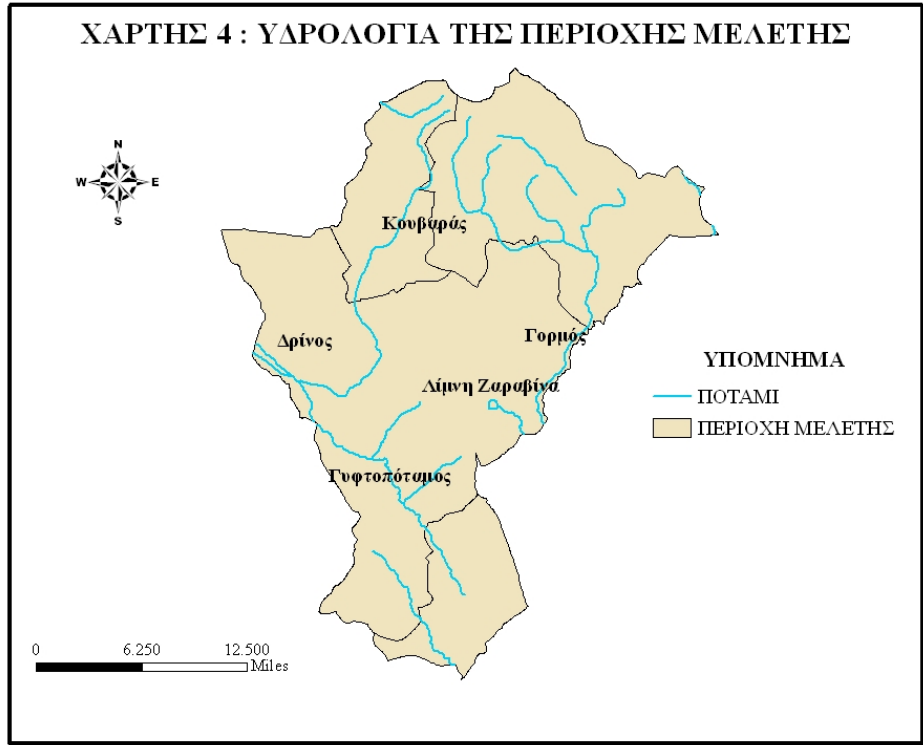 ΧΑΡΤΗΣ 4 : ΥΔΡΟΛΟΓΙΑ ΤΗΣ ΠΕΡΙΟΧΗΣ ΜΕΛΕΤΗΣ
N
W E
S
Κουβαράς
Δρίνος
Γορμός
Λίμνη Ζαραβίνα
Γυφτοπόταμος
ΥΠΟΜΝΗΜΑ
ΠΟΤΑΜΙ
ΠΕΡΙΟΧΗ ΜΕΛΕΤΗΣ
0 6.250 12.500
Miles